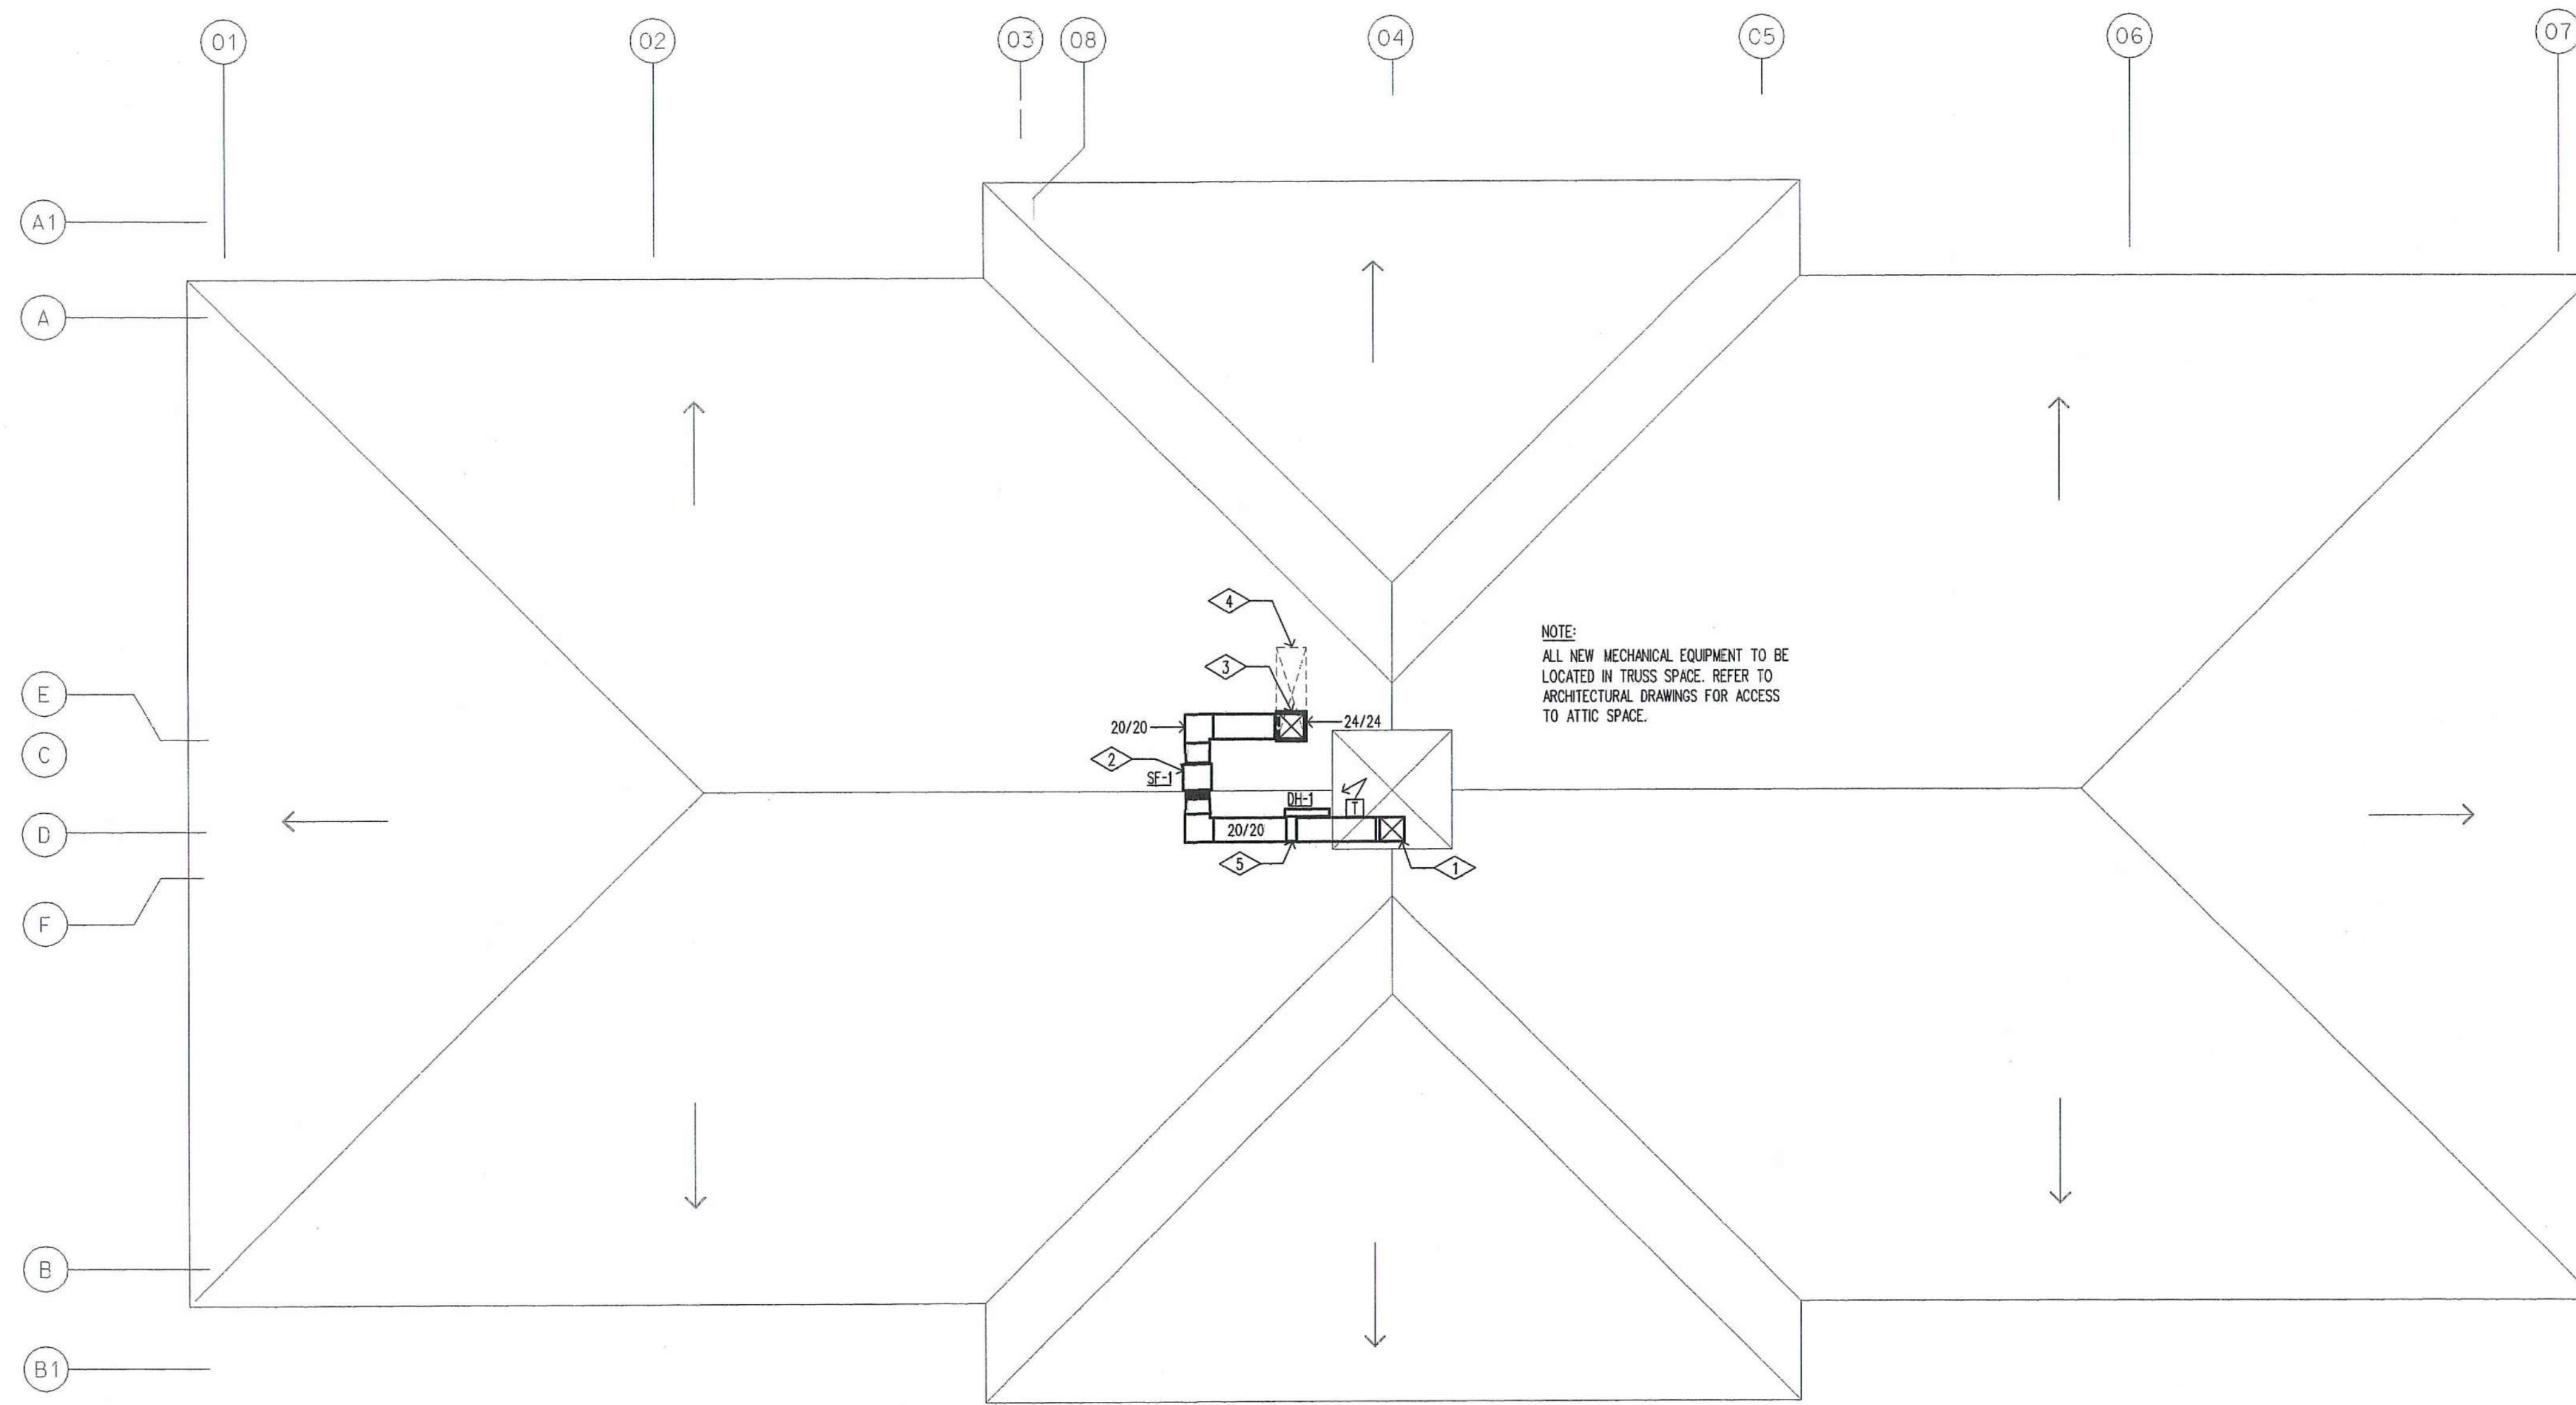 01
02
03
08
04
05
06
07
A1
A
4
NOTE:
ALL NEW MECHANICAL EQUIPMENT TO BE
LOCATED IN TRUSS SPACE. REFER TO
ARCHITECTURAL DRAWINGS FOR ACCESS
TO ATTIC SPACE.
3
E
20/20
24/24
C
2
SF-1
DH-1
T
D
20/20
5
1
F
B
B1